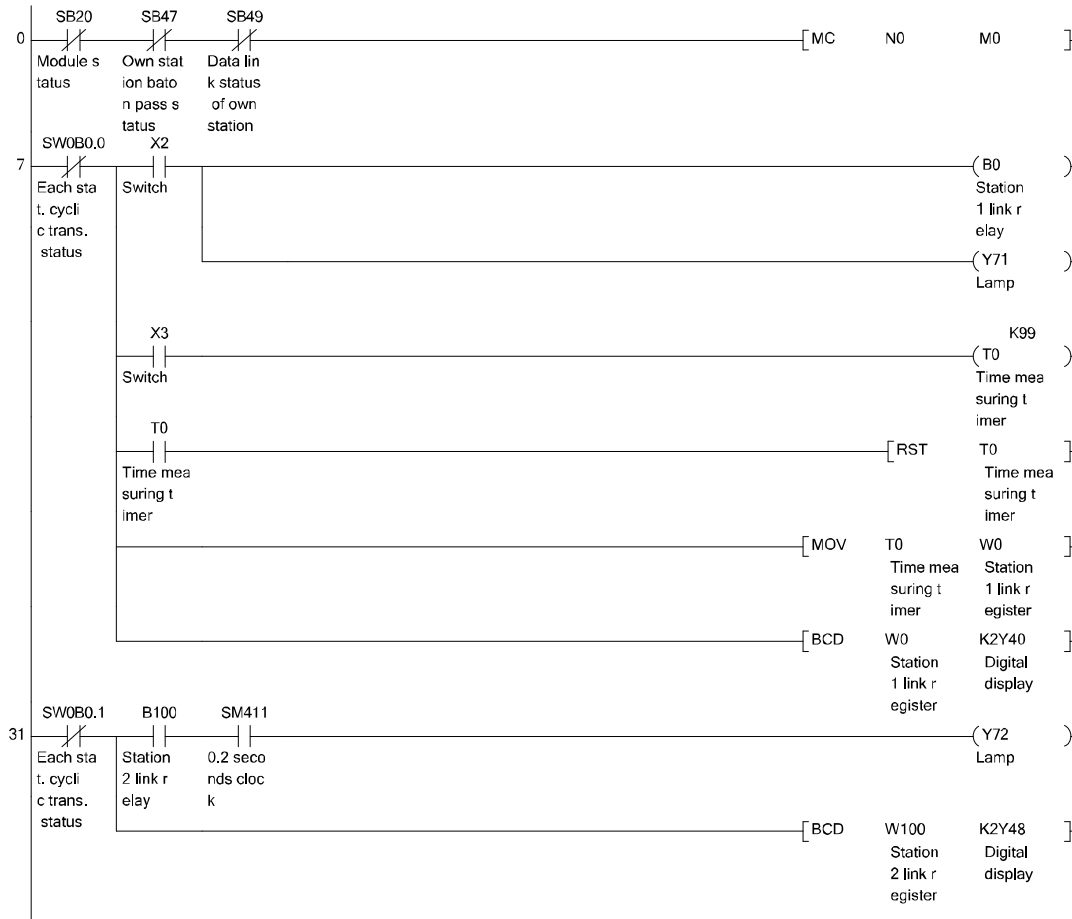 SB20 SB47 SB49
0 [ MC N0 M0 ]
Module s Own stat Data lin
tatus ion bato k status
n pass s of own
tatus station
SW0B0.0 X2
7 ( B0 )
Each sta Switch Station
t. cycli 1 link r
c trans. elay
status
( Y71 )
Lamp
X3 K99
( T0 )
Switch Time mea
suring t
imer
T0
[ RST T0 ]
Time mea Time mea
suring t suring t
imer imer
[ MOV T0 W0 ]
Time mea Station
suring t 1 link r
imer egister
[ BCD W0 K2Y40 ]
Station Digital
1 link r display
egister
SW0B0.1 B100 SM411
31 ( Y72 )
Each sta Station 0.2 seco Lamp
t. cycli 2 link r nds cloc
c trans. elay k
status
[ BCD W100 K2Y48 ]
Station Digital
2 link r display
egister